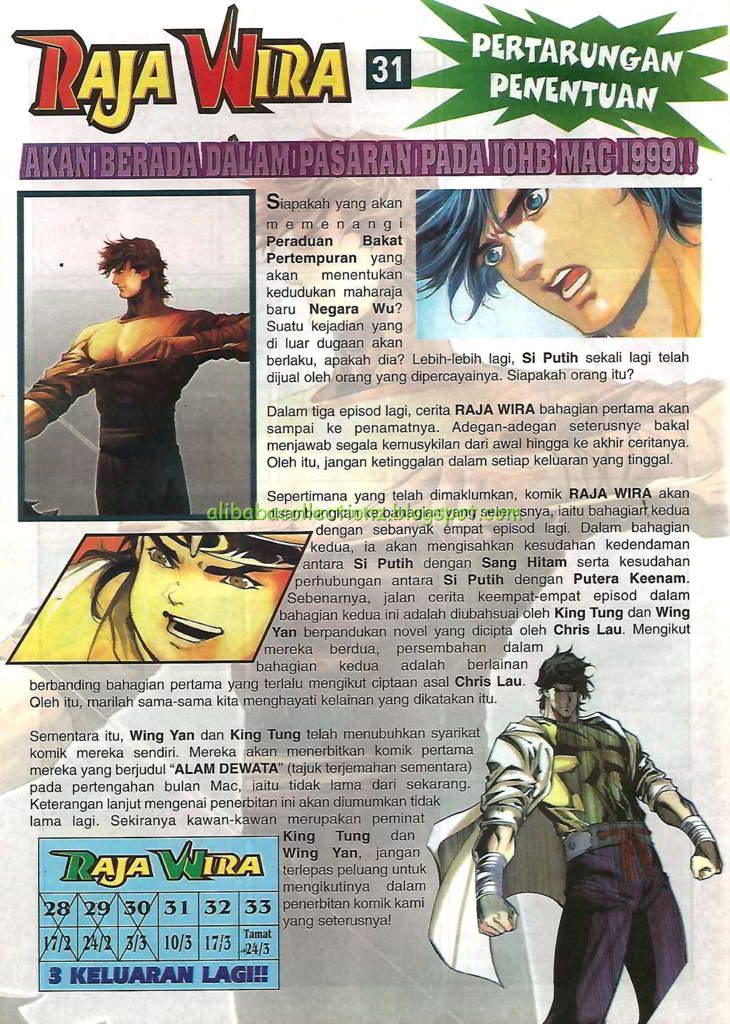 RAJA WIRA 31
PERTARUNGAN
PENENTUAN
AKAN BERADA DALAM PASARAN PADA 10HB MAC 1999!!
Siapakah yang akan
memenangi
Peraduan Bakat
Pertempuran yang
akan menentukan
kedudukan maharaja
baru Negara Wu?
Suatu kejadian yang
di luar dugaan akan
berlaku, apakah dia? Lebih-lebih lagi, Si Putih sekali lagi telah
dijual oleh orang yang dipercayainya. Siapakah orang itu?
Dalam tiga episod lagi, cerita RAJA WIRA bahagian pertama akan
sampai ke penamatnya. Adegan-adegan seterusnya bakal
menjawab segala kemusykilan dari awal hingga ke akhir ceritanya.
Oleh itu, jangan ketinggalan dalam setiap keluaran yang tinggal.
Sepertimana yang telah dimaklumkan, komik RAJA WIRA akan
disambungkan ke bahagian yang seterusnya, iaitu bahagian kedua
alibabacollectionz.blogspot.com
dengan sebanyak empat episod lagi. Dalam bahagian
kedua, ia akan mengisahkan kesudahan kedendaman
antara Si Putih dengan Sang Hitam serta kesudahan
perhubungan antara Si Putih dengan Putera Keenam.
Sebenarnya, jalan cerita keempat-empat episod dalam
bahagian kedua ini adalah diubahsuai oleh King Tung dan Wing
Yan berpandukan novel yang dicipta oleh Chris Lau. Mengikut
mereka berdua, persembahan dalam
bahagian kedua adalah berlainan
berbanding bahagian pertama yang terlalu mengikut ciptaan asal Chris Lau.
Oleh itu, marilah sama-sama kita menghayati kelainan yang dikatakan itu.
Sementara itu, Wing Yan dan King Tung telah menubuhkan syarikat
komik mereka sendiri. Mereka akan menerbitkan komik pertama
mereka yang berjudul "ALAM DEWATA" (tajuk terjemahan sementara)
pada pertengahan bulan Mac, iaitu tidak lama dari sekarang.
Keterangan lanjut mengenai penerbitan ini akan diumumkan tidak
lama lagi. Sekiranya kawan-kawan merupakan peminat
King Tung dan
Wing Yan, jangan
terlepas peluang untuk
mengikutinya dalam
penerbitan komik kami
yang seterusnya!
RAJA WIRA
28 29 30 31 32 33
17/2 24/2 3/3 10/3 17/3 Tamat 24/3
3 KELUARAN LAGI!!